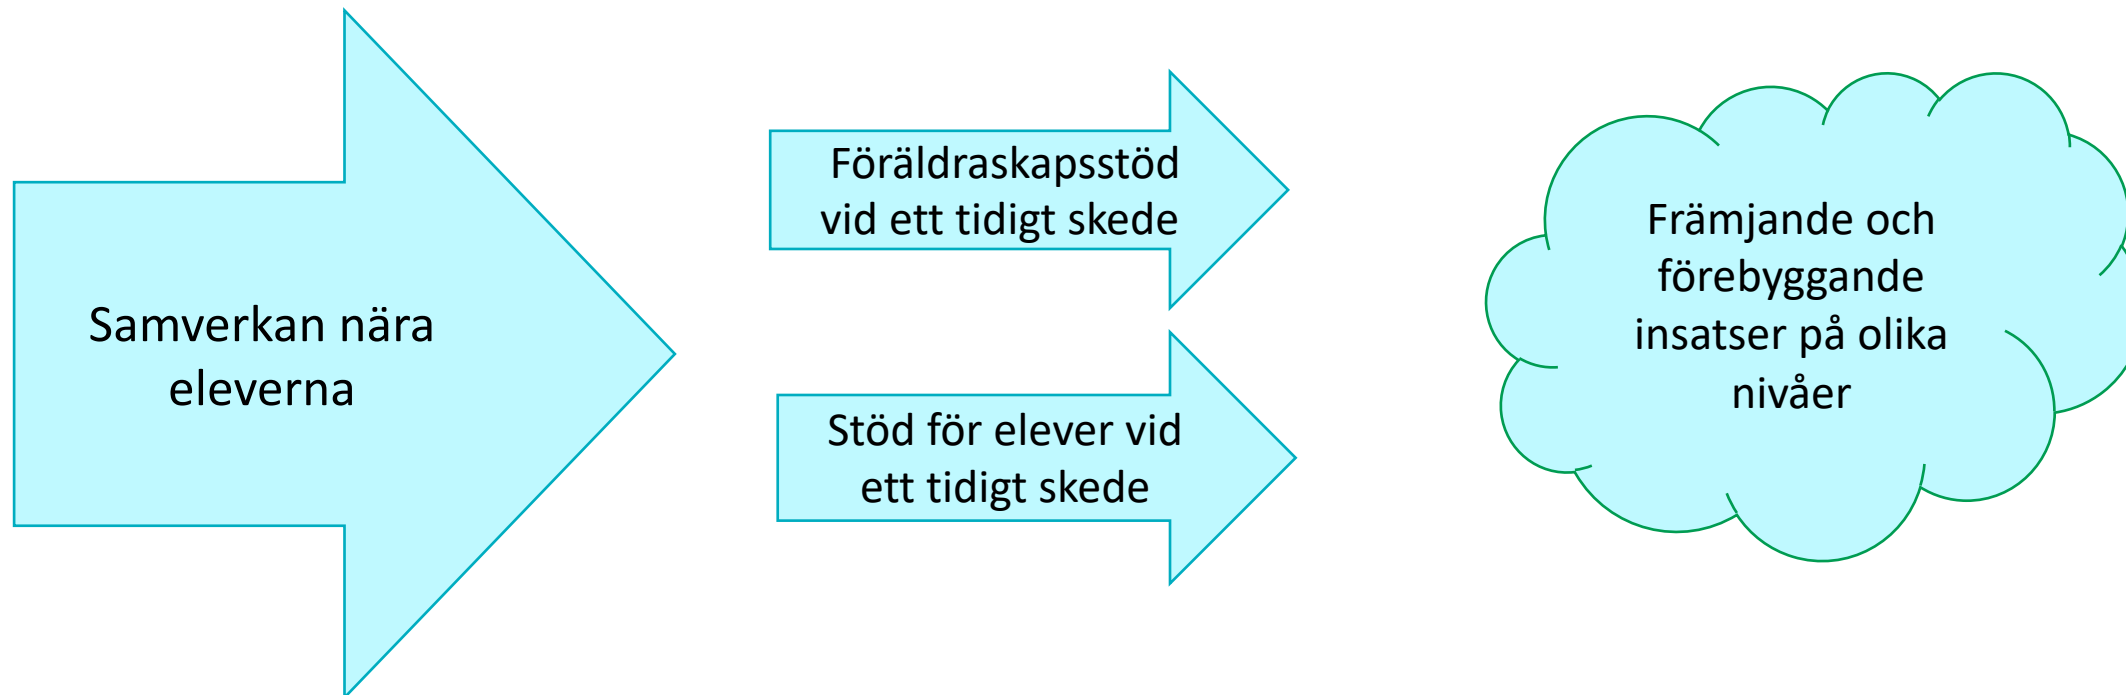 Samverkan nära
eleverna
Föräldraskapsstöd
vid ett tidigt skede
Stöd för elever vid
ett tidigt skede
Främjande och
förebyggande
insatser på olika
nivåer